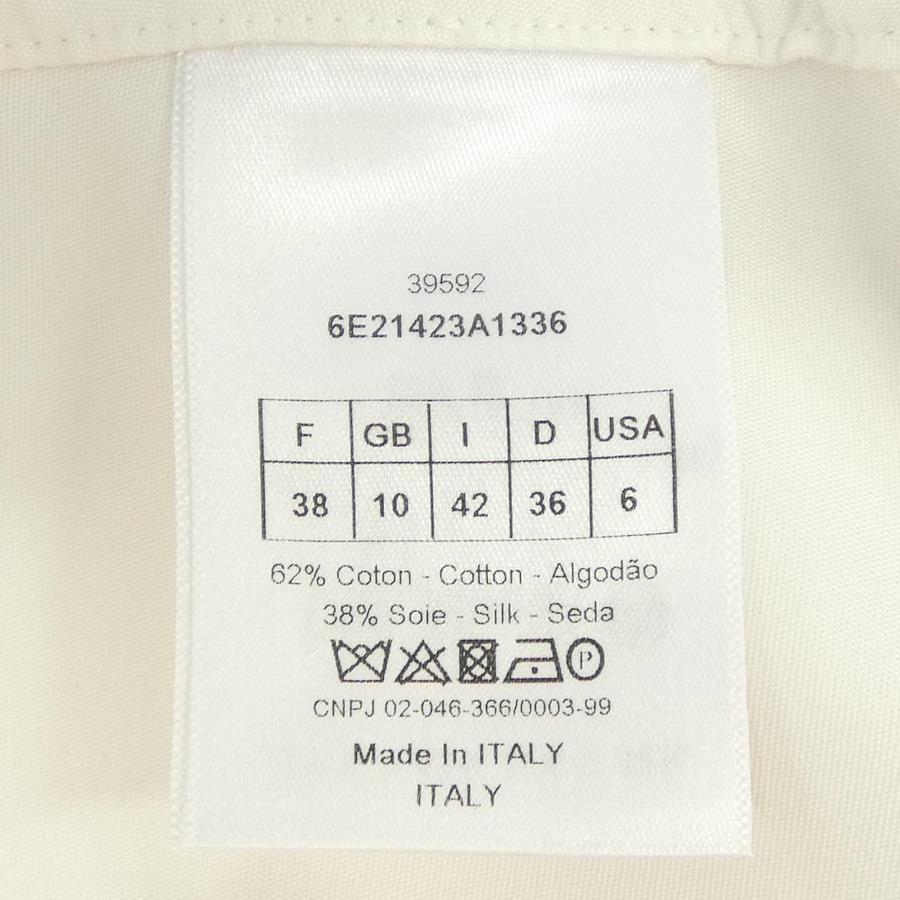 39592
6E21423A1336
F GB I D USA
38 10 42 36 6
62% Coton - Cotton - Algodão
38% Soie - Silk - Seda
P
CNPJ 02-046-366/0003-99
Made In ITALY
ITALY